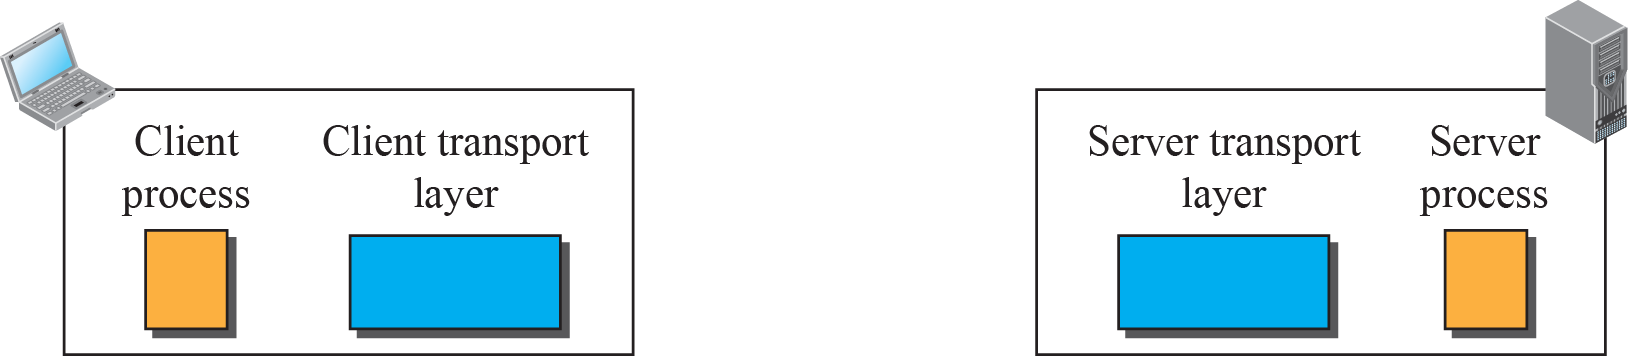 Client
process
Client transport
layer
Server transport
layer
Server
process